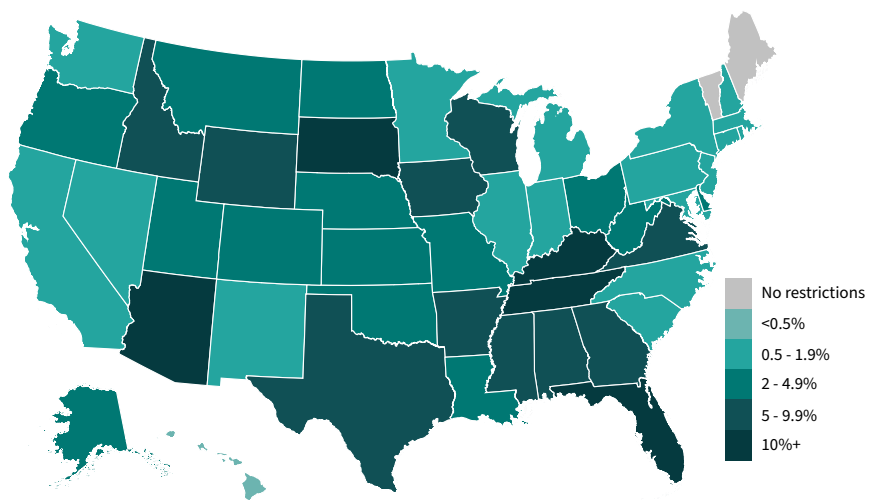 No restrictions
<0.5%
0.5 - 1.9%
2 - 4.9%
5 - 9.9%
10%+